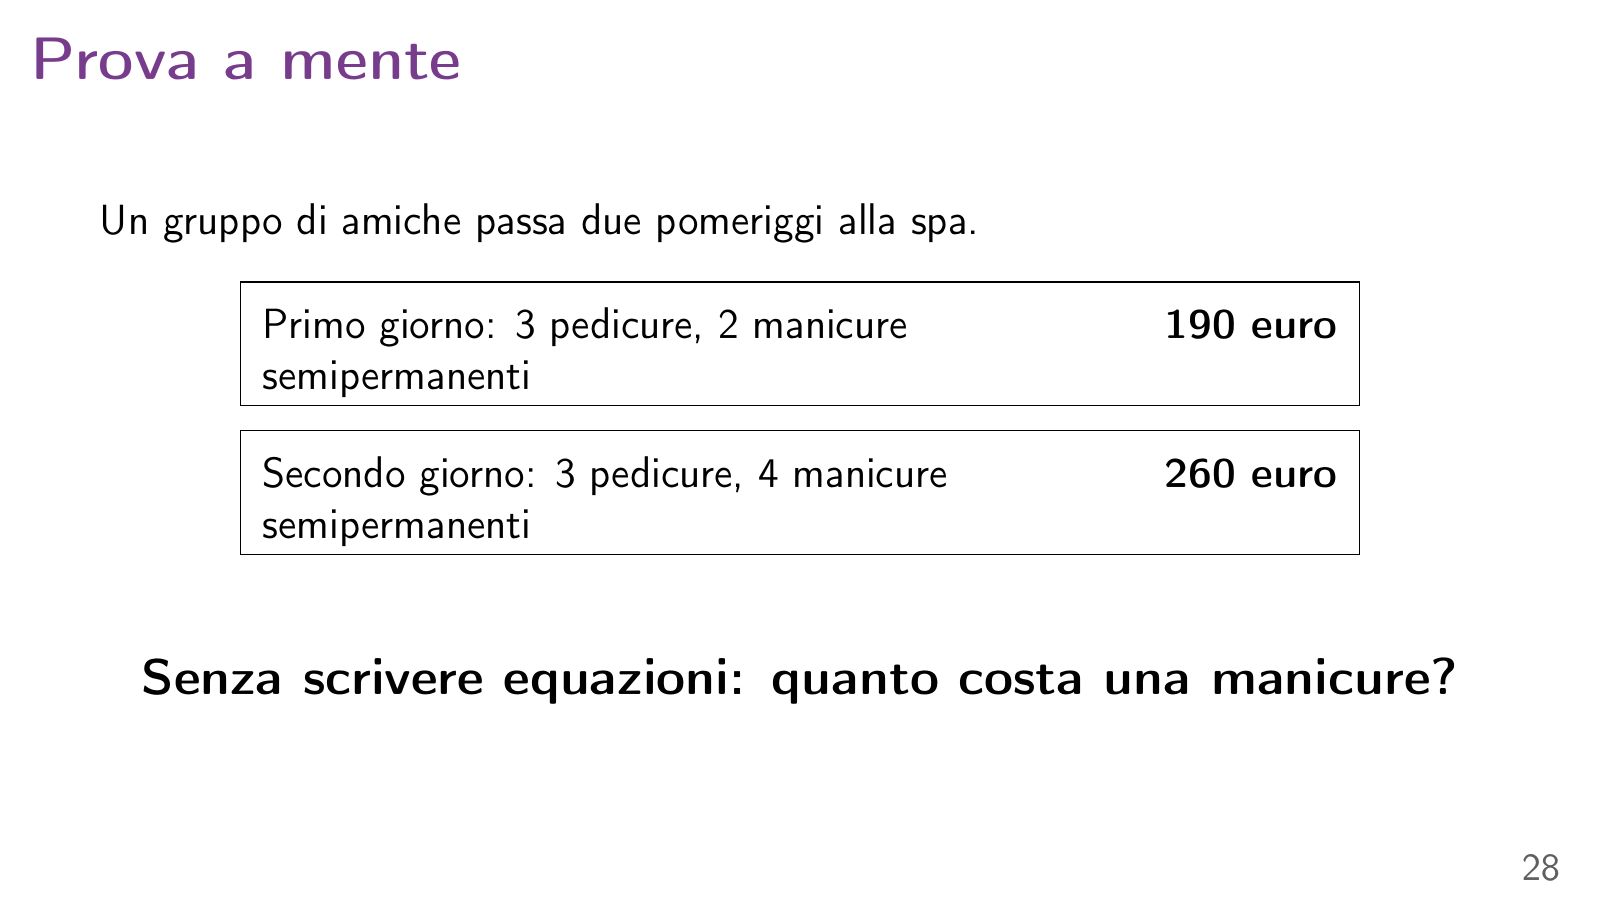 Prova a mente
Un gruppo di amiche passa due pomeriggi alla spa.
Primo giorno: 3 pedicure, 2 manicure 190 euro
semipermanenti
Secondo giorno: 3 pedicure, 4 manicure 260 euro
semipermanenti
Senza scrivere equazioni: quanto costa una manicure?
28